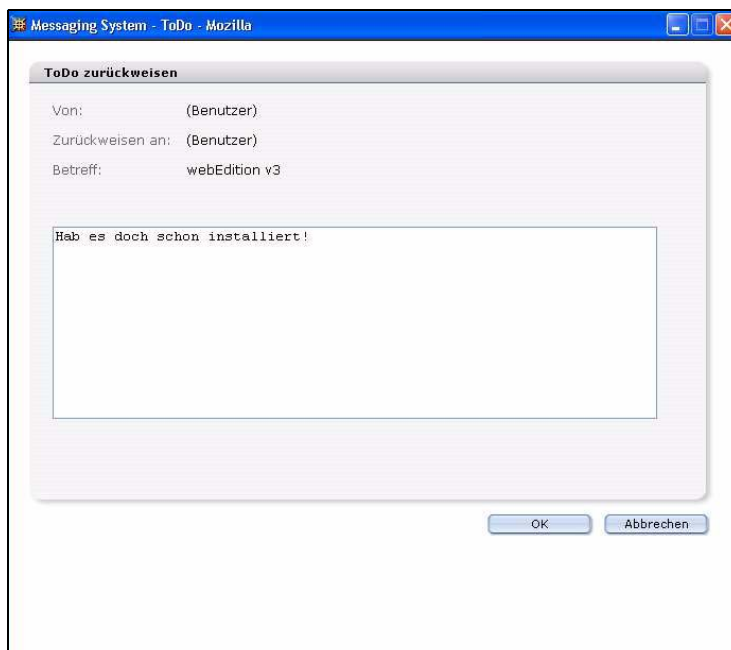 Messaging System - ToDo - Mozilla
ToDo zurückweisen
Von: (Benutzer)
Zurückweisen an: (Benutzer)
Betreff: webEdition v3
Hab es doch schon installiert!
OK Abbrechen